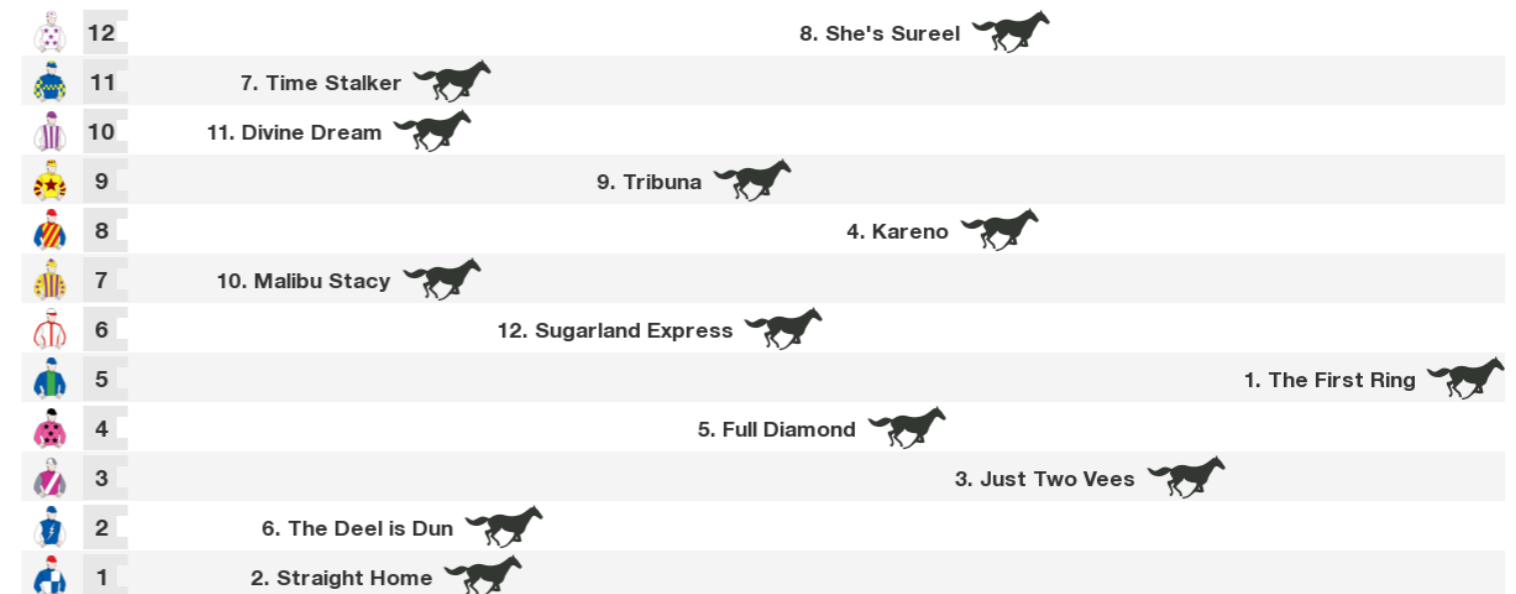 12 8. She's Sureel
11 7. Time Stalker
10 11. Divine Dream
9 9. Tribuna
8 4. Kareno
7 10. Malibu Stacy
6 12. Sugarland Express
5 1. The First Ring
4 5. Full Diamond
3 3. Just Two Vees
2 6. The Deel is Dun
1 2. Straight Home